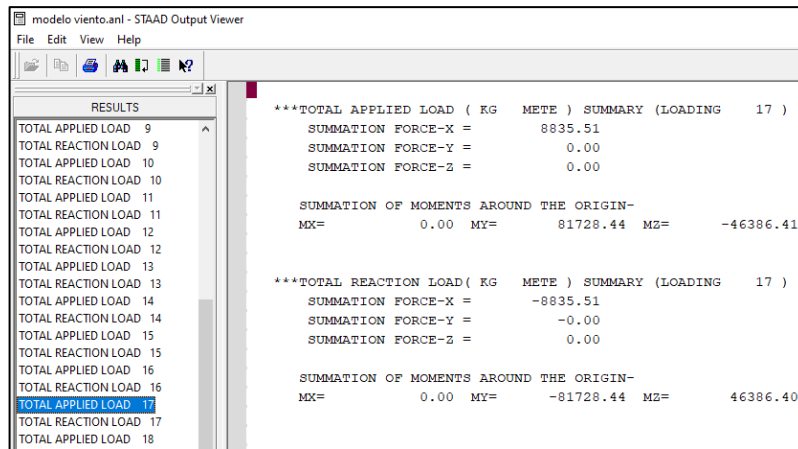 modelo viento.anl - STAAD Output Viewer
File Edit View Help
RESULTS
TOTAL APPLIED LOAD 9
TOTAL REACTION LOAD 9
TOTAL APPLIED LOAD 10
TOTAL REACTION LOAD 10
TOTAL APPLIED LOAD 11
TOTAL REACTION LOAD 11
TOTAL APPLIED LOAD 12
TOTAL REACTION LOAD 12
TOTAL APPLIED LOAD 13
TOTAL REACTION LOAD 13
TOTAL APPLIED LOAD 14
TOTAL REACTION LOAD 14
TOTAL APPLIED LOAD 15
TOTAL REACTION LOAD 15
TOTAL APPLIED LOAD 16
TOTAL REACTION LOAD 16
TOTAL APPLIED LOAD 17
TOTAL REACTION LOAD 17
TOTAL APPLIED LOAD 18
***TOTAL APPLIED LOAD ( KG METE ) SUMMARY (LOADING 17 )
SUMMATION FORCE-X = 8835.51
SUMMATION FORCE-Y = 0.00
SUMMATION FORCE-Z = 0.00
SUMMATION OF MOMENTS AROUND THE ORIGIN-
MX= 0.00 MY= 81728.44 MZ= -46386.41
***TOTAL REACTION LOAD( KG METE ) SUMMARY (LOADING 17 )
SUMMATION FORCE-X = -8835.51
SUMMATION FORCE-Y = -0.00
SUMMATION FORCE-Z = 0.00
SUMMATION OF MOMENTS AROUND THE ORIGIN-
MX= 0.00 MY= -81728.44 MZ= 46386.40